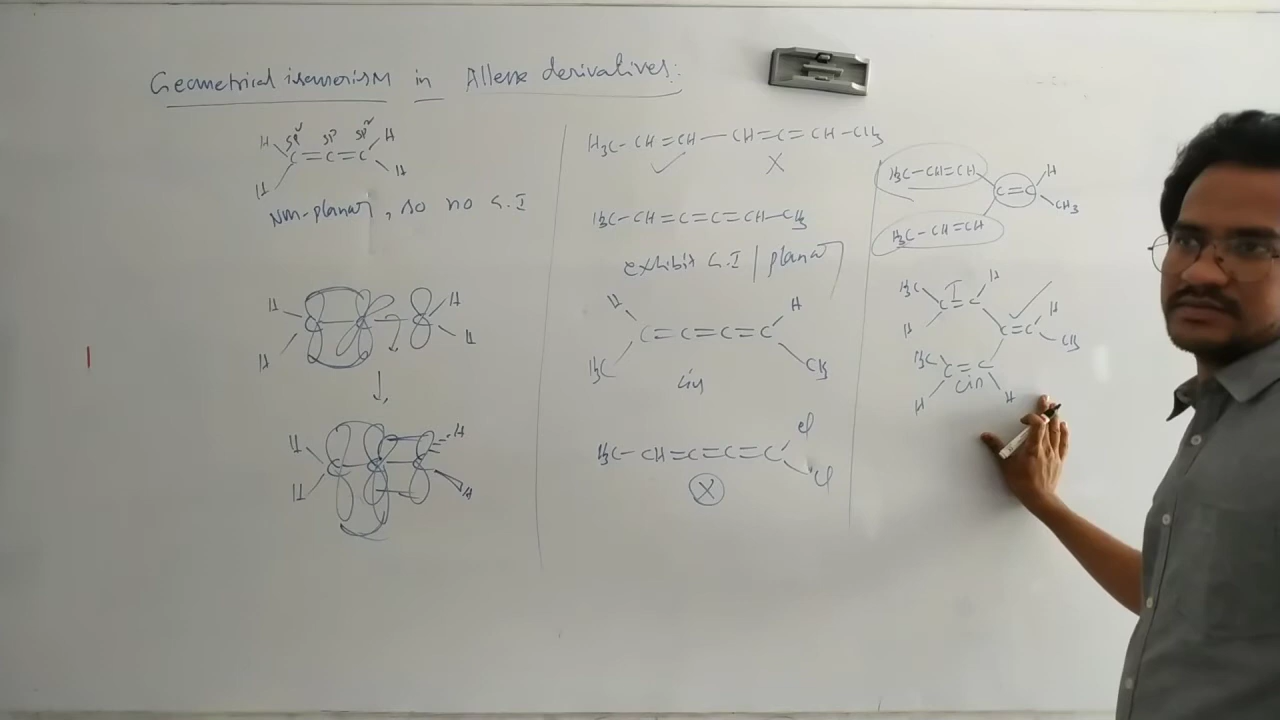 Geometrical isomerism in Allene derivatives:
H sp² sp sp² H
C=C=C
H H
Non-planar, so no G.I
H H
H H
H H
H H
H₃C-CH=CH-CH=C=CH-CH₃
✓ X
H₃C-CH=C=C=CH-CH₃
exhibit G.I / planar
H H
C=C=C=C
H₃C CH₃
cis
H₃C-CH=C=C=C Cl
Cl
X
H₃C-CH=CH H
C=C
CH₃
H₃C-CH=CH
H₃C I H
C=C H
H C=C
H₃C CH₃
C=C
H cis H